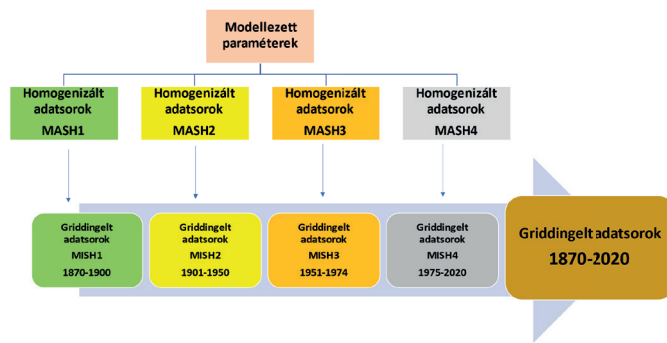 Modellezett
paraméterek
Homogenizált
adatsorok
MASH1
Homogenizált
adatsorok
MASH2
Homogenizált
adatsorok
MASH3
Homogenizált
adatsorok
MASH4
Griddingelt
adatsorok
MISH1
1870-1900
Griddingelt
adatsorok
MISH2
1901-1950
Griddingelt
adatsorok
MISH3
1951-1974
Griddingelt
adatsorok
MISH4
1975-2020
Griddingelt adatsorok
1870-2020